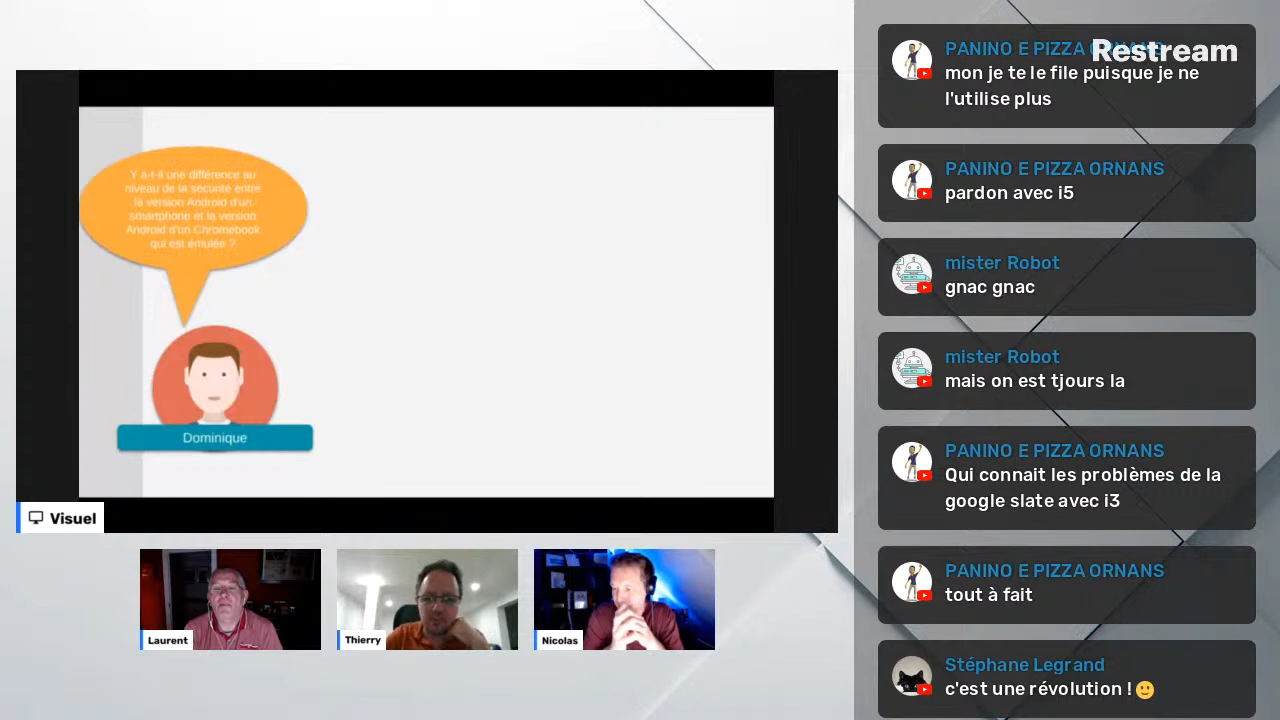 Y a-t-il une différence au
niveau de la sécurité entre
la version Android d'un
smartphone et la version
Android d'un Chromebook
qui est émulée ?
Dominique
Visuel
Laurent
Thierry
Nicolas
Restream
PANINO E PIZZA ORNANS
mon je te le file puisque je ne
l'utilise plus
PANINO E PIZZA ORNANS
pardon avec i5
mister Robot
gnac gnac
mister Robot
mais on est tjours la
PANINO E PIZZA ORNANS
Qui connait les problèmes de la
google slate avec i3
PANINO E PIZZA ORNANS
tout à fait
Stéphane Legrand
c'est une révolution ! 🙂